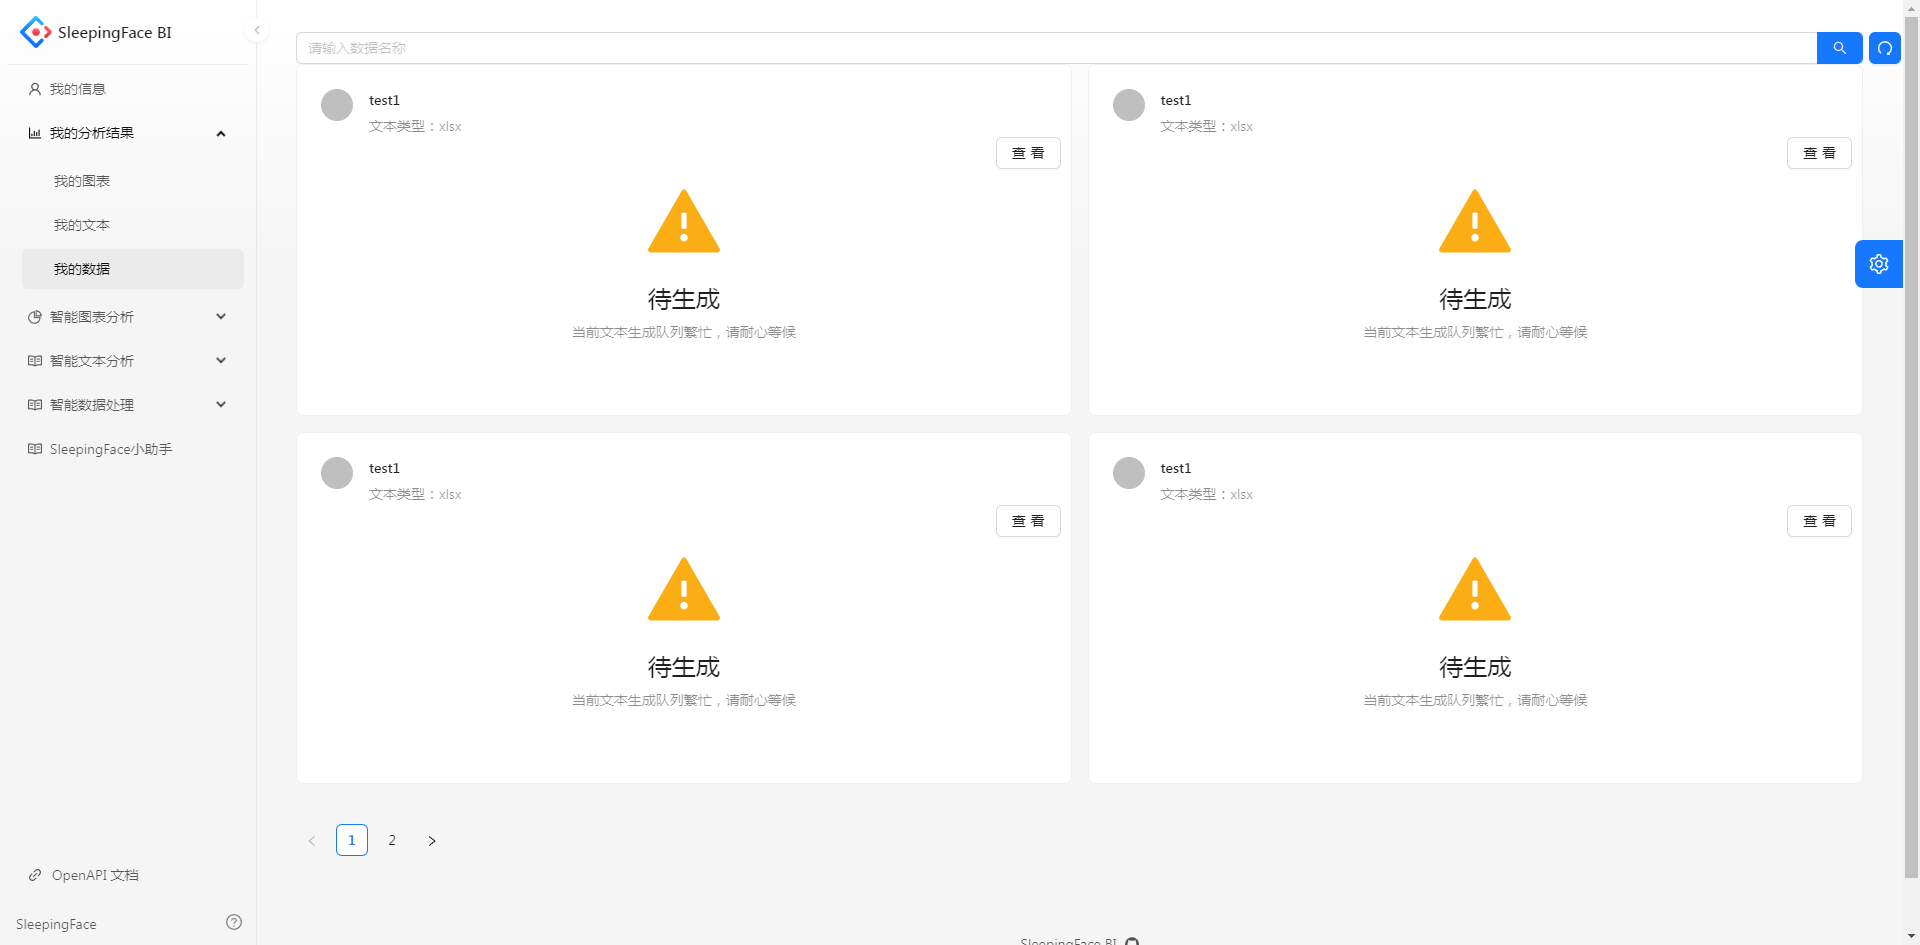 SleepingFace BI
我的信息
我的分析结果
我的图表
我的文本
我的数据
智能图表分析
智能文本分析
智能数据处理
SleepingFace小助手
OpenAPI 文档
SleepingFace
请输入数据名称
test1
文本类型：xlsx
查 看
待生成
当前文本生成队列繁忙，请耐心等候
test1
文本类型：xlsx
查 看
待生成
当前文本生成队列繁忙，请耐心等候
test1
文本类型：xlsx
查 看
待生成
当前文本生成队列繁忙，请耐心等候
test1
文本类型：xlsx
查 看
待生成
当前文本生成队列繁忙，请耐心等候
1 2
SleepingFace BI